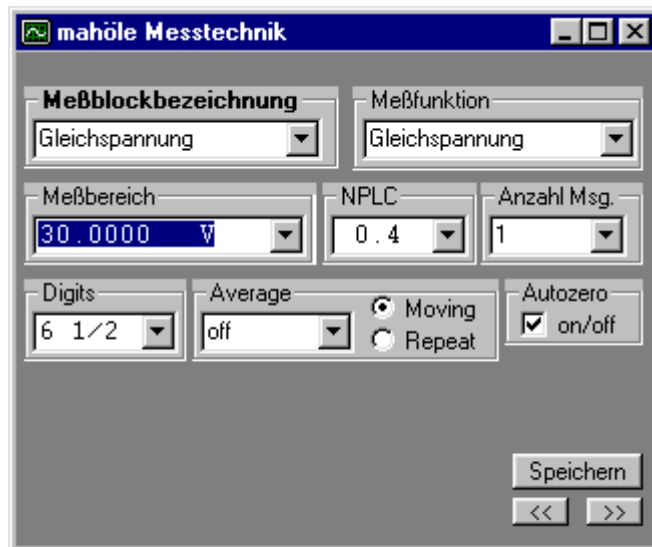 mahöle Messtechnik
Meßblockbezeichnung
Meßfunktion
Gleichspannung
Gleichspannung
Meßbereich
NPLC
Anzahl Msg.
30.0000 V
0.4
1
Digits
Average
Moving
Autozero
6 1/2
off
Repeat
on/off
Speichern
<< >>